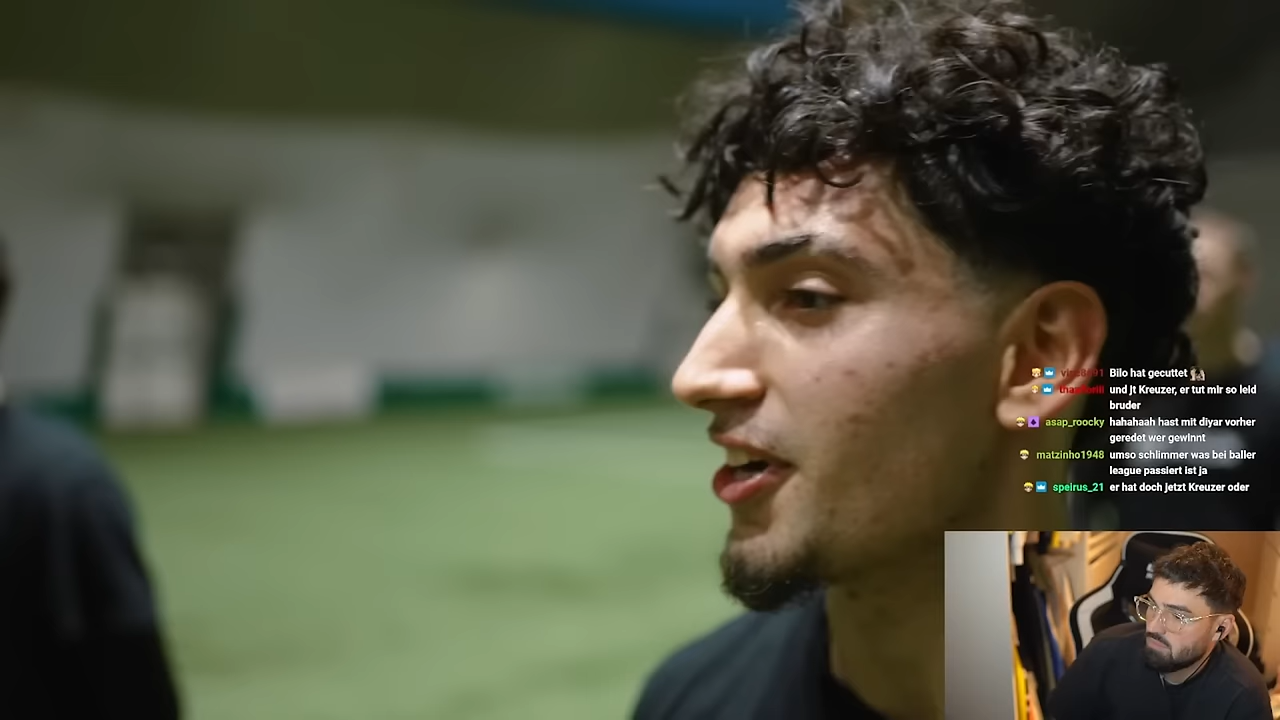 vino8191 Bilo hat gecuttet
und jt Kreuzer, er tut mir so leid
bruder
asap_roocky hahahaah hast mit diyar vorher
geredet wer gewinnt
matzinho1948 umso schlimmer was bei baller
league passiert ist ja
speirus_21 er hat doch jetzt Kreuzer oder